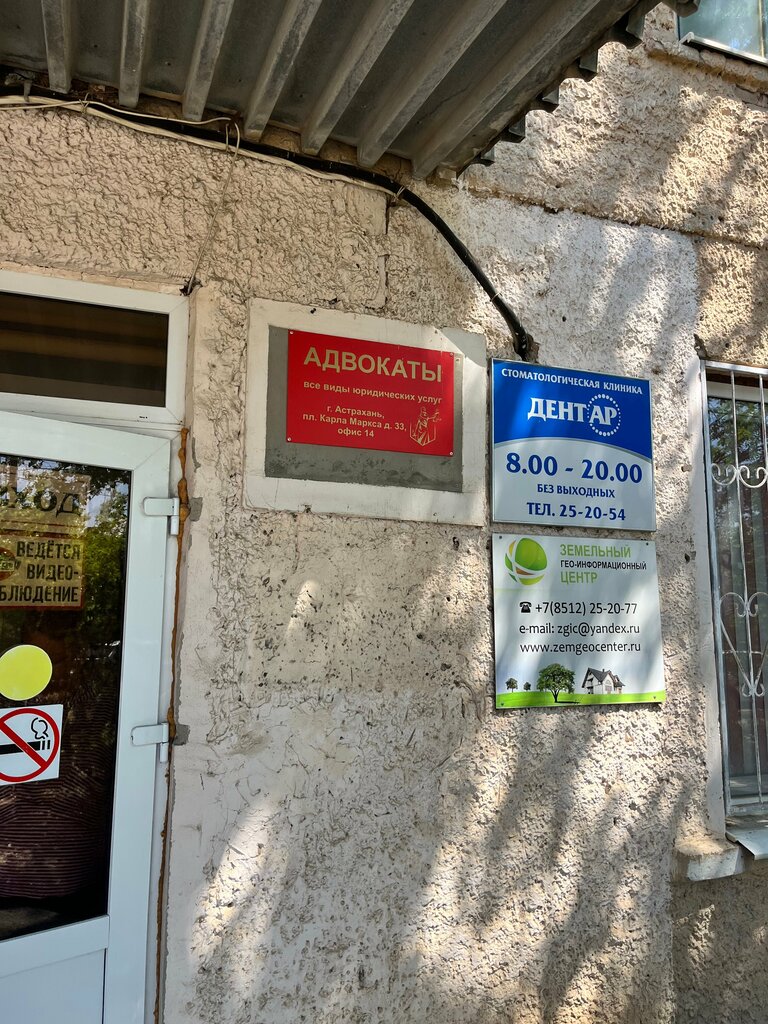 АДВОКАТЫ
все виды юридических услуг
г. Астрахань,
пл. Карла Маркса д. 33,
офис 14
СТОМАТОЛОГИЧЕСКАЯ КЛИНИКА
ДЕНТАР
8.00 - 20.00
БЕЗ ВЫХОДНЫХ
ТЕЛ. 25-20-54
ЗЕМЕЛЬНЫЙ
ГЕО-ИНФОРМАЦИОННЫЙ
ЦЕНТР
☎ +7(8512) 25-20-77
e-mail: zgic@yandex.ru
www.zemgeocenter.ru
ХОД
ВЕДЁТСЯ
ВИДЕО-
БЛЮДЕНИЕ